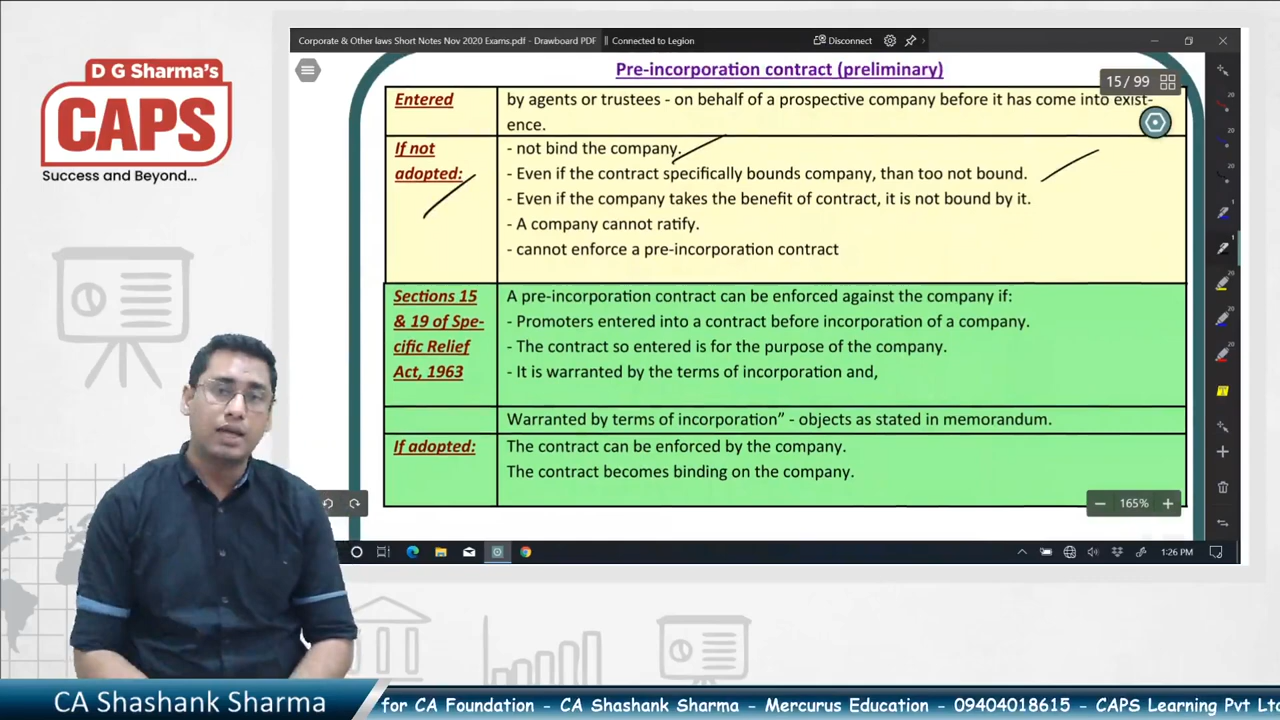 D G SHARMA's
CAPS
Success and Beyond...
Corporate & Other laws Short Notes Nov 2020 Exams.pdf - Drawboard PDF
Connected to Legion
Disconnect
15 / 99
Pre-incorporation contract (preliminary)
Entered
by agents or trustees - on behalf of a prospective company before it has come into exist-
ence.
If not
adopted:
- not bind the company.
- Even if the contract specifically bounds company, than too not bound.
- Even if the company takes the benefit of contract, it is not bound by it.
- A company cannot ratify.
- cannot enforce a pre-incorporation contract
Sections 15
& 19 of Spe-
cific Relief
Act, 1963
A pre-incorporation contract can be enforced against the company if:
- Promoters entered into a contract before incorporation of a company.
- The contract so entered is for the purpose of the company.
- It is warranted by the terms of incorporation and,
Warranted by terms of incorporation” - objects as stated in memorandum.
If adopted:
The contract can be enforced by the company.
The contract becomes binding on the company.
165%
1:26 PM
CA Shashank Sharma
for CA Foundation - CA Shashank Sharma - Mercurus Education - 09404018615 - CAPS Learning Pvt Ltd